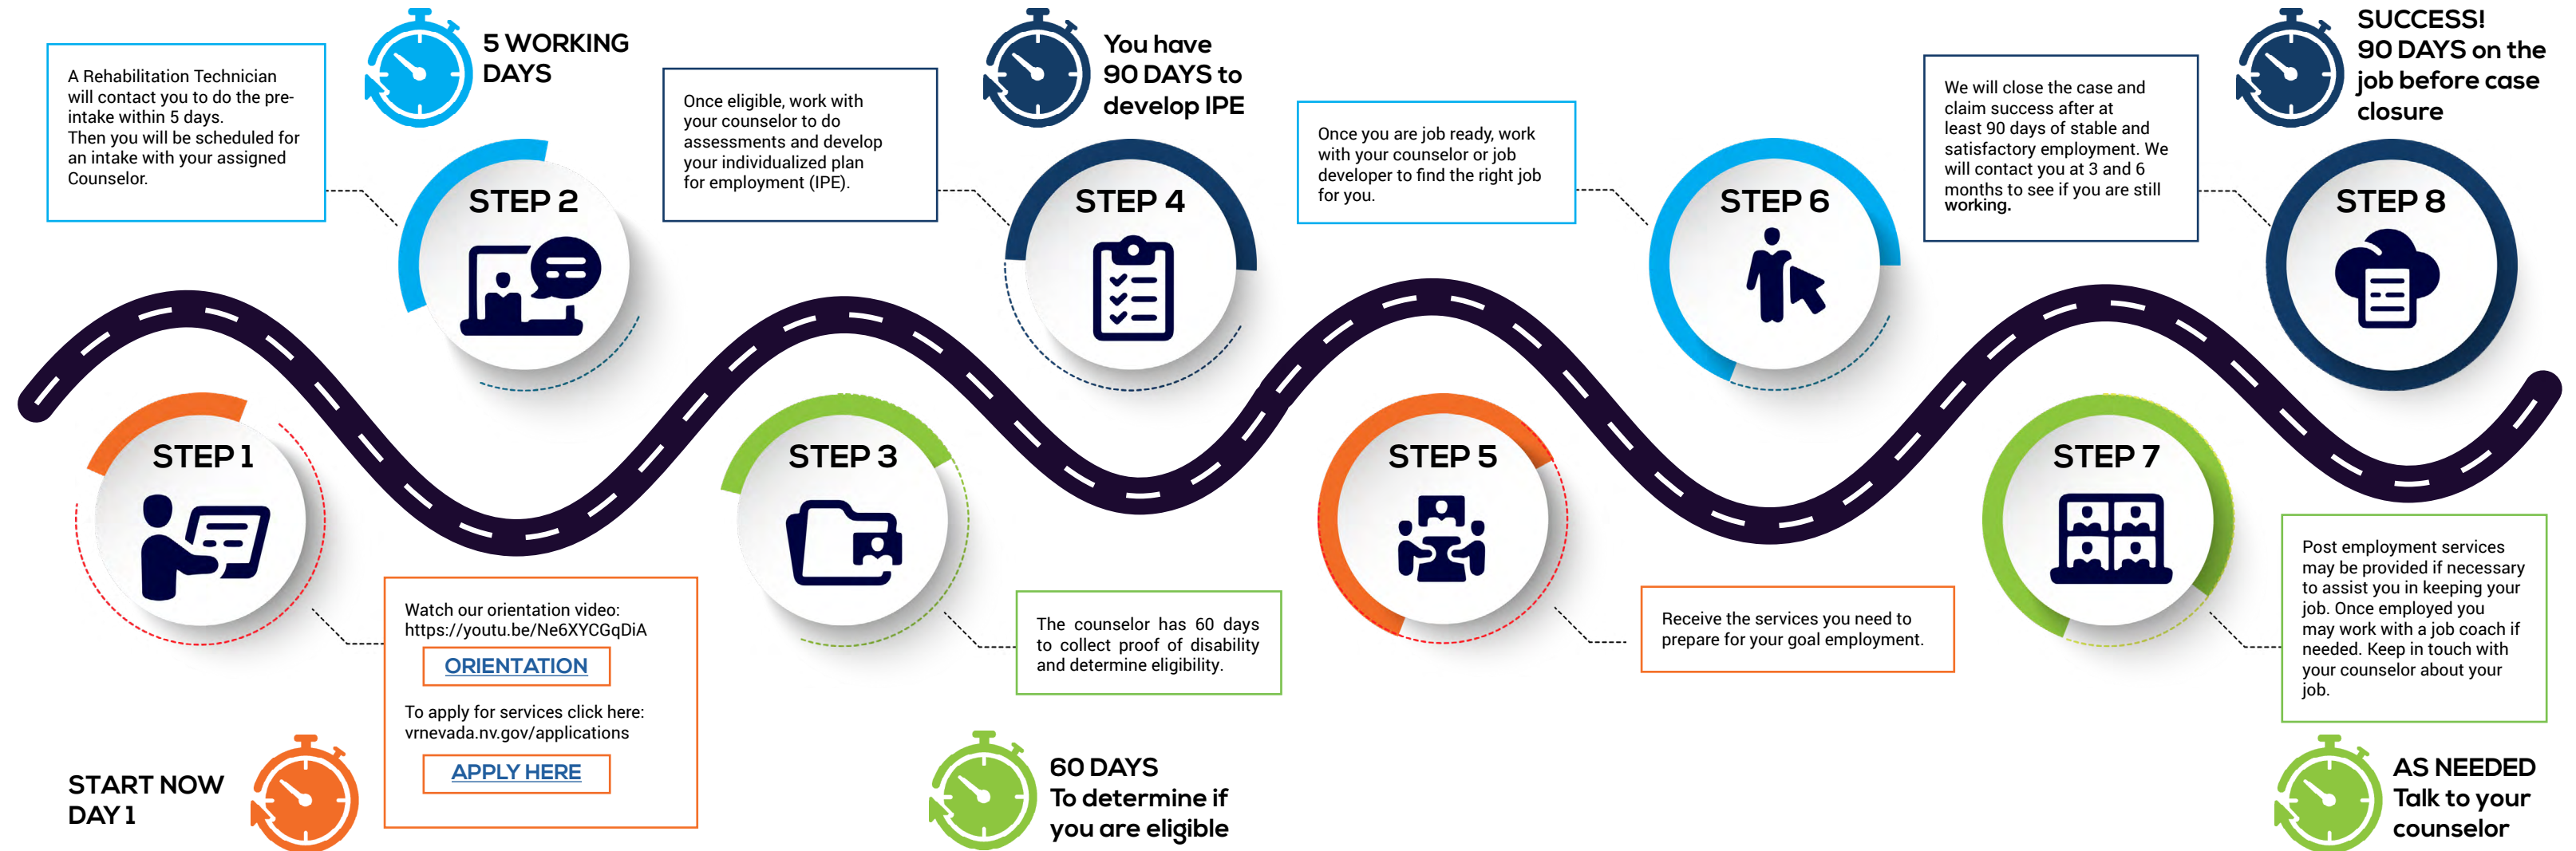 START NOW
DAY 1
STEP 1
Watch our orientation video:
https://youtu.be/Ne6XYCGqDiA
ORIENTATION
To apply for services click here:
vrnevada.nv.gov/applications
APPLY HERE
5 WORKING
DAYS
A Rehabilitation Technician
will contact you to do the pre-
intake within 5 days.
Then you will be scheduled for
an intake with your assigned
Counselor.
STEP 2
STEP 3
The counselor has 60 days
to collect proof of disability
and determine eligibility.
60 DAYS
To determine if
you are eligible
You have
90 DAYS to
develop IPE
Once eligible, work with
your counselor to do
assessments and develop
your individualized plan
for employment (IPE).
STEP 4
STEP 5
Receive the services you need to
prepare for your goal employment.
Once you are job ready, work
with your counselor or job
developer to find the right job
for you.
STEP 6
STEP 7
Post employment services
may be provided if necessary
to assist you in keeping your
job. Once employed you
may work with a job coach if
needed. Keep in touch with
your counselor about your
job.
AS NEEDED
Talk to your
counselor
SUCCESS!
90 DAYS on the
job before case
closure
We will close the case and
claim success after at
least 90 days of stable and
satisfactory employment. We
will contact you at 3 and 6
months to see if you are still
working.
STEP 8